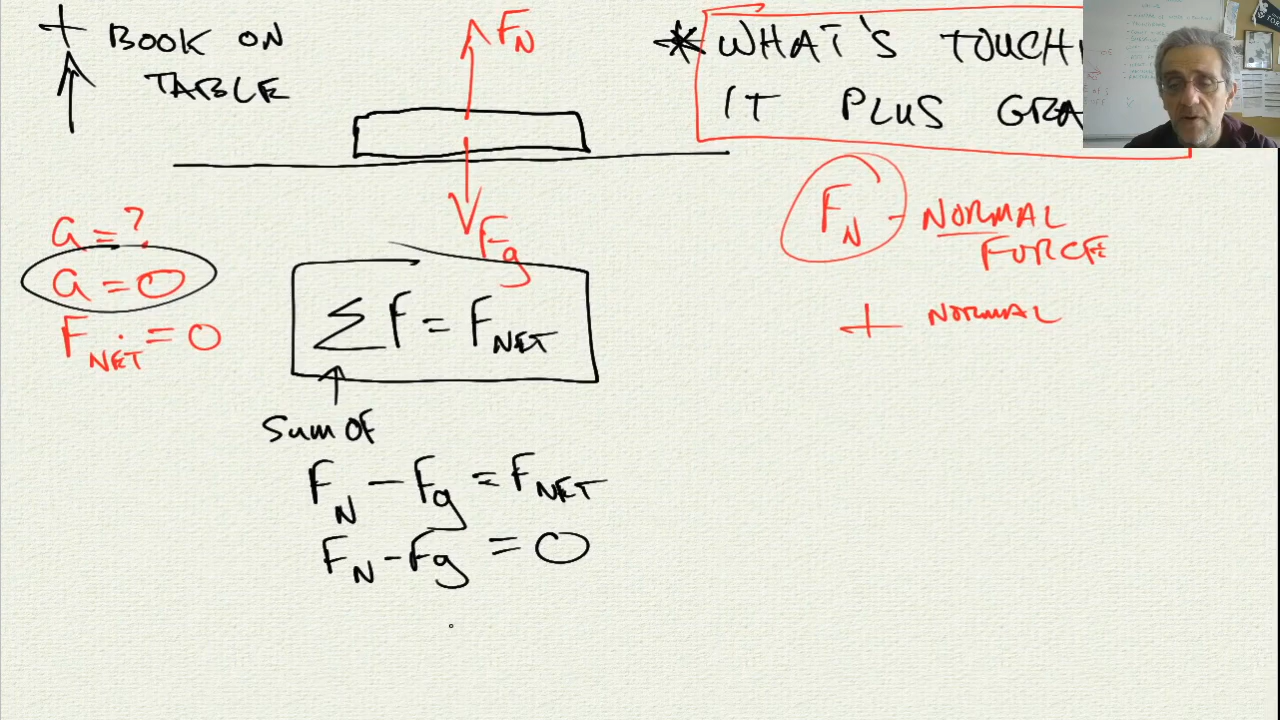 + BOOK ON
TABLE
F_N
* WHAT'S TOUCH
IT PLUS GRA
F_g
F_N - NORMAL
FORCE
+ NORMAL
a = ?
a = 0
F_NET = 0
∑F = F_NET
Sum OF
F_N - F_g = F_NET
F_N - F_g = 0